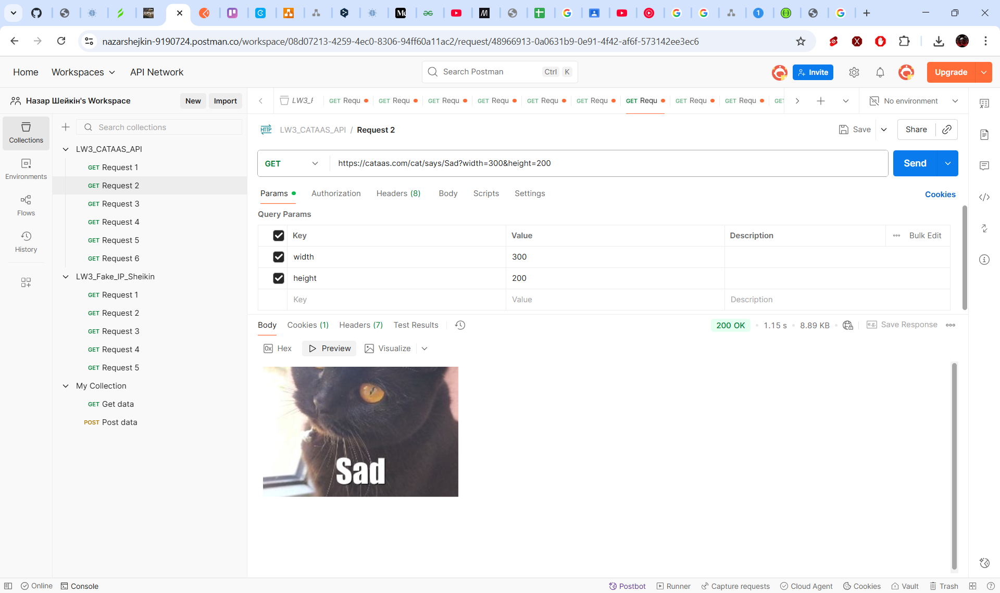 nazarshejkin-9190724.postman.co/workspace/08d07213-4259-4ec0-8306-94ff60a11ac2/request/48966913-0a0631b9-0e91-4f42-af6f-573142ee3ec6
Home Workspaces API Network Search Postman Ctrl K Invite Upgrade
Назар Шейкін's Workspace New Import LW3_F GET Requ GET Requ GET Requ GET Requ GET Requ GET Requ GET Requ GET Requ GET Requ GET No environment
Search collections
LW3_CATAAS_API / Request 2 Save Share
Collections
Environments
Flows
History
LW3_CATAAS_API
GET Request 1
GET Request 2
GET Request 3
GET Request 4
GET Request 5
GET Request 6
LW3_Fake_IP_Sheikin
GET Request 1
GET Request 2
GET Request 3
GET Request 4
GET Request 5
My Collection
GET Get data
POST Post data
GET https://cataas.com/cat/says/Sad?width=300&height=200 Send
Params Authorization Headers (8) Body Scripts Settings Cookies
Query Params
Key Value Description Bulk Edit
width 300
height 200
Key Value Description
Body Cookies (1) Headers (7) Test Results 200 OK 1.15 s 8.89 KB e.g. Save Response
0x Hex Preview Visualize
Sad
Online Console Postbot Runner Capture requests Cloud Agent Cookies Vault Trash